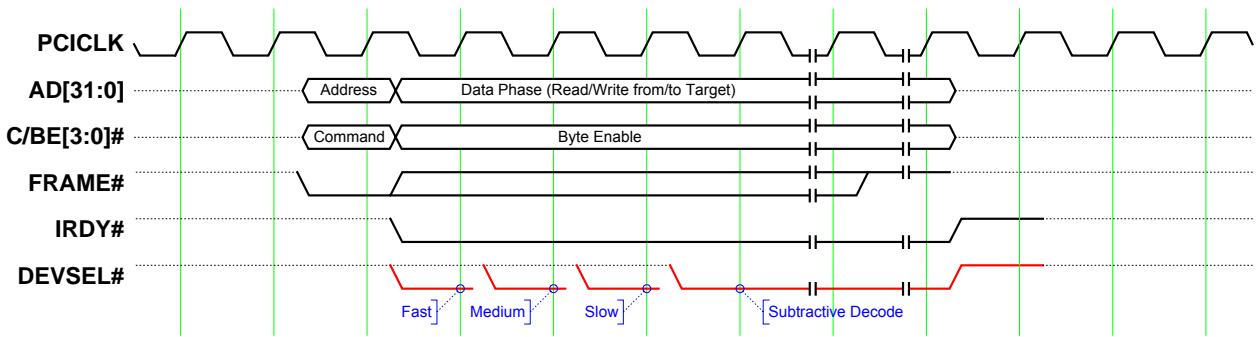 PCICLK
AD[31:0]
Address
Data Phase (Read/Write from/to Target)
C/BE[3:0]#
Command
Byte Enable
FRAME#
IRDY#
DEVSEL#
Fast
Medium
Slow
Subtractive Decode